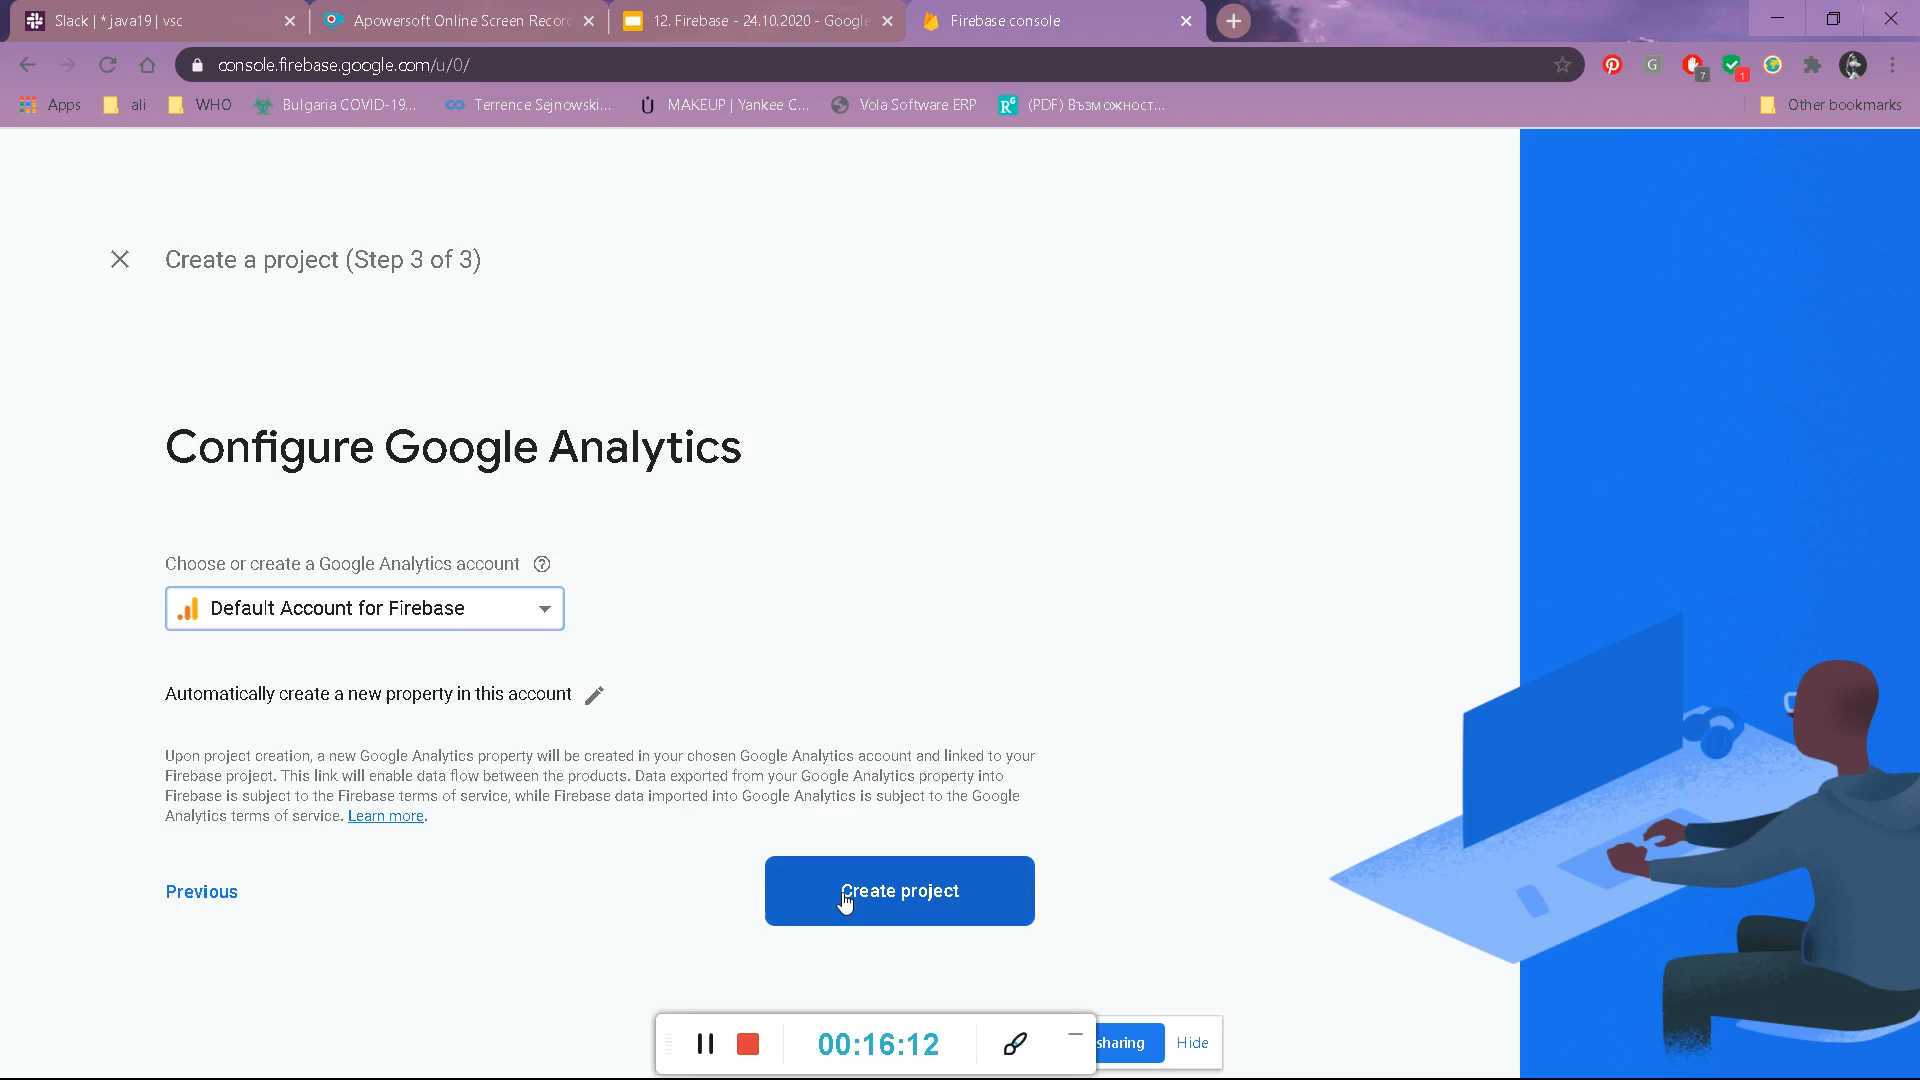 Slack | *java19 | vsc
Apowersoft Online Screen Recor
12. Firebase - 24.10.2020 - Google
Firebase console
console.firebase.google.com/u/0/
G
7
1
Apps
ali
WHO
Bulgaria COVID-19...
Terrence Sejnowski...
MAKEUP | Yankee C...
Vola Software ERP
(PDF) Възможност...
Other bookmarks
Create a project (Step 3 of 3)
Configure Google Analytics
Choose or create a Google Analytics account
Default Account for Firebase
Automatically create a new property in this account
Upon project creation, a new Google Analytics property will be created in your chosen Google Analytics account and linked to your
Firebase project. This link will enable data flow between the products. Data exported from your Google Analytics property into
Firebase is subject to the Firebase terms of service, while Firebase data imported into Google Analytics is subject to the Google
Analytics terms of service. Learn more.
Previous
Create project
00:16:12
sharing
Hide